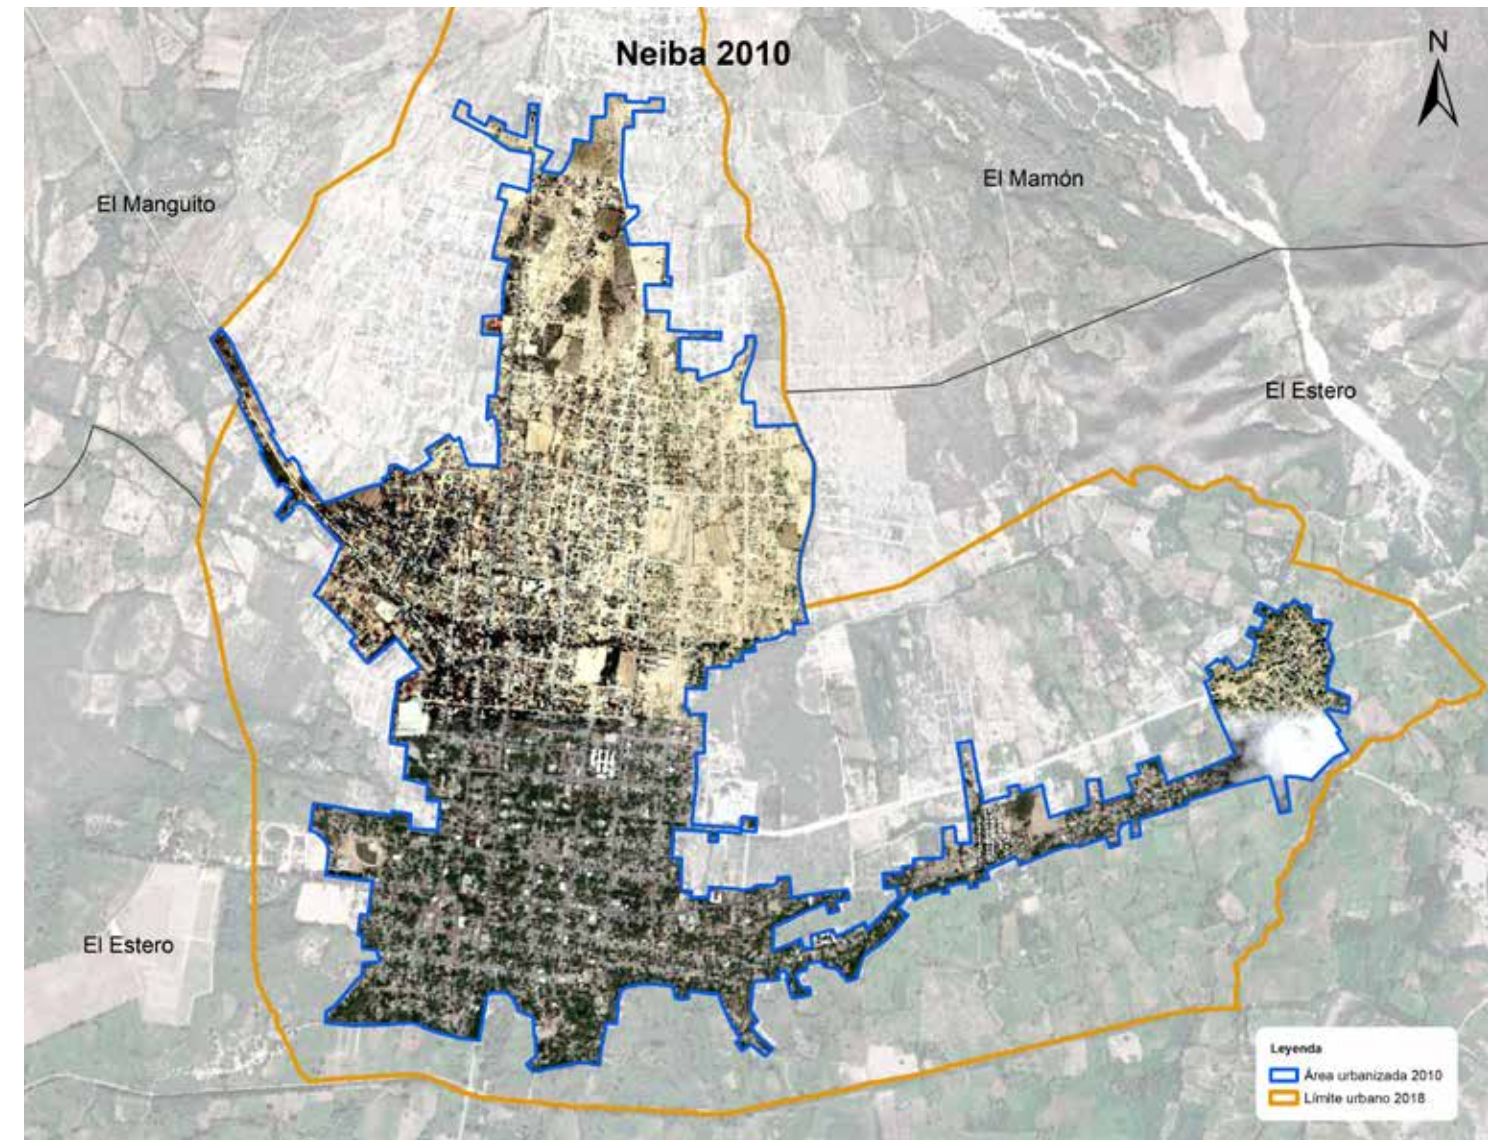 Neiba 2010
N
El Manguito
El Mamón
El Estero
El Estero
Leyenda
Área urbanizada 2010
Límite urbano 2018